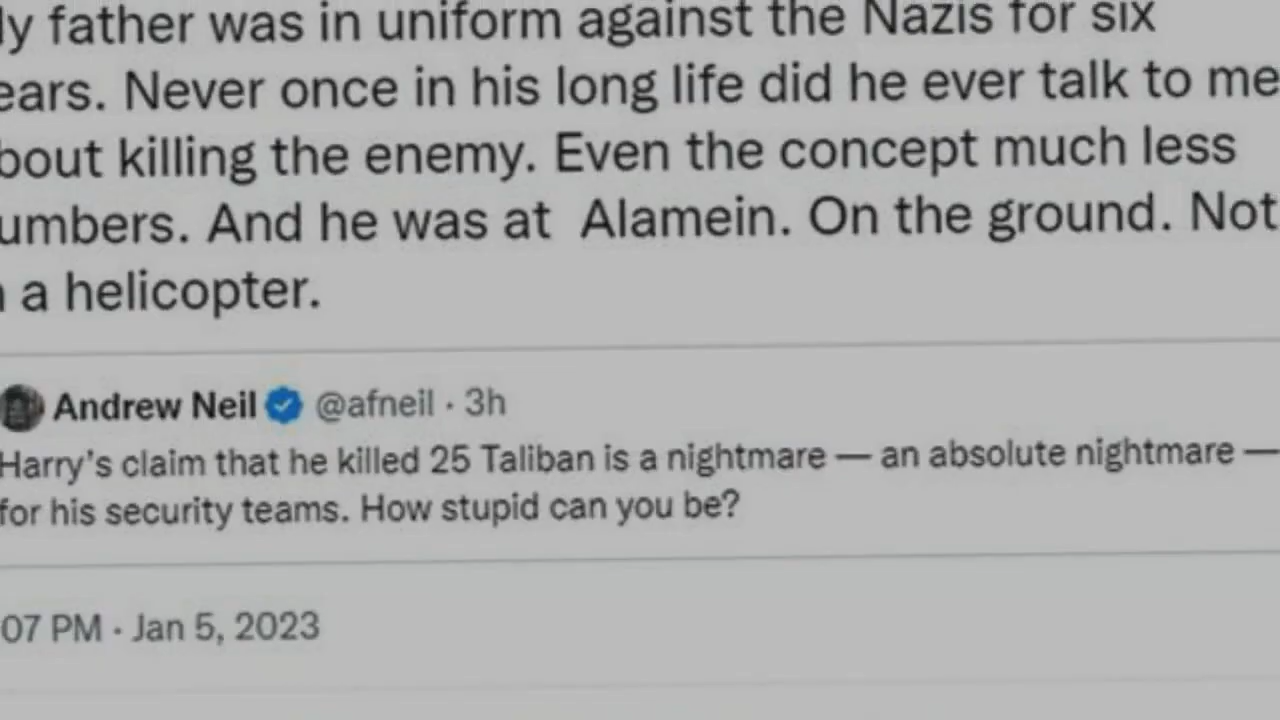 ly father was in uniform against the Nazis for six
ears. Never once in his long life did he ever talk to me
bout killing the enemy. Even the concept much less
umbers. And he was at Alamein. On the ground. Not
a helicopter.
Andrew Neil @afneil · 3h
Harry's claim that he killed 25 Taliban is a nightmare — an absolute nightmare —
for his security teams. How stupid can you be?
07 PM · Jan 5, 2023